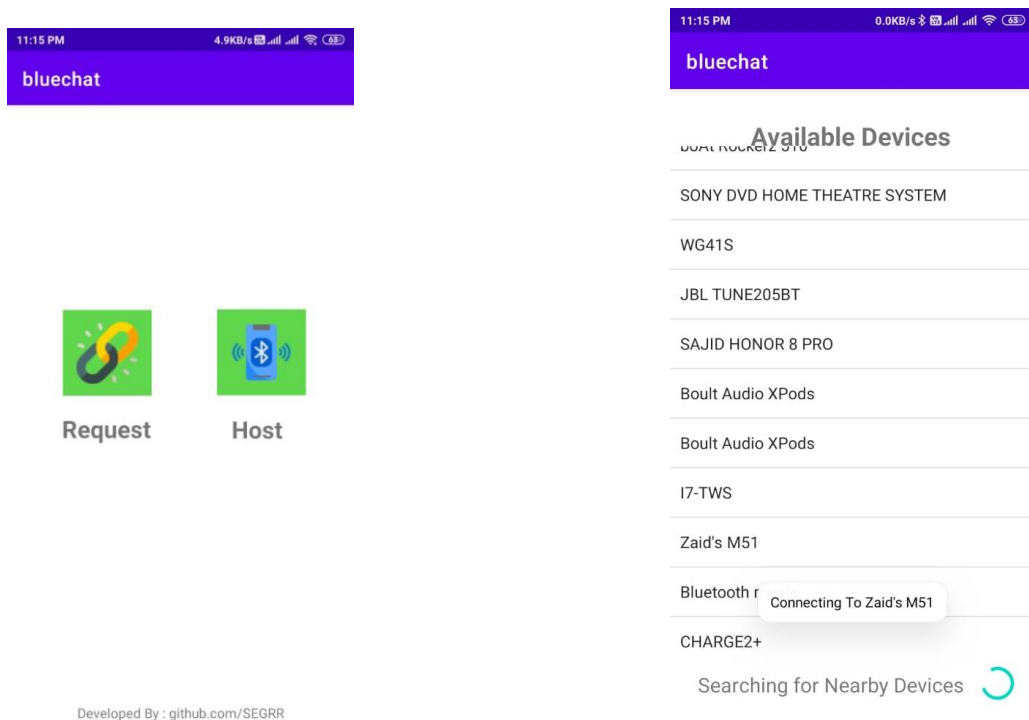 11:15 PM 4.9KB/s 63
bluechat
Request Host
Developed By : github.com/SEGRR
11:15 PM 0.0KB/s 63
bluechat
Available Devices
SONY DVD HOME THEATRE SYSTEM
WG41S
JBL TUNE205BT
SAJID HONOR 8 PRO
Boult Audio XPods
Boult Audio XPods
I7-TWS
Zaid's M51
Bluetooth
Connecting To Zaid's M51
CHARGE2+
Searching for Nearby Devices